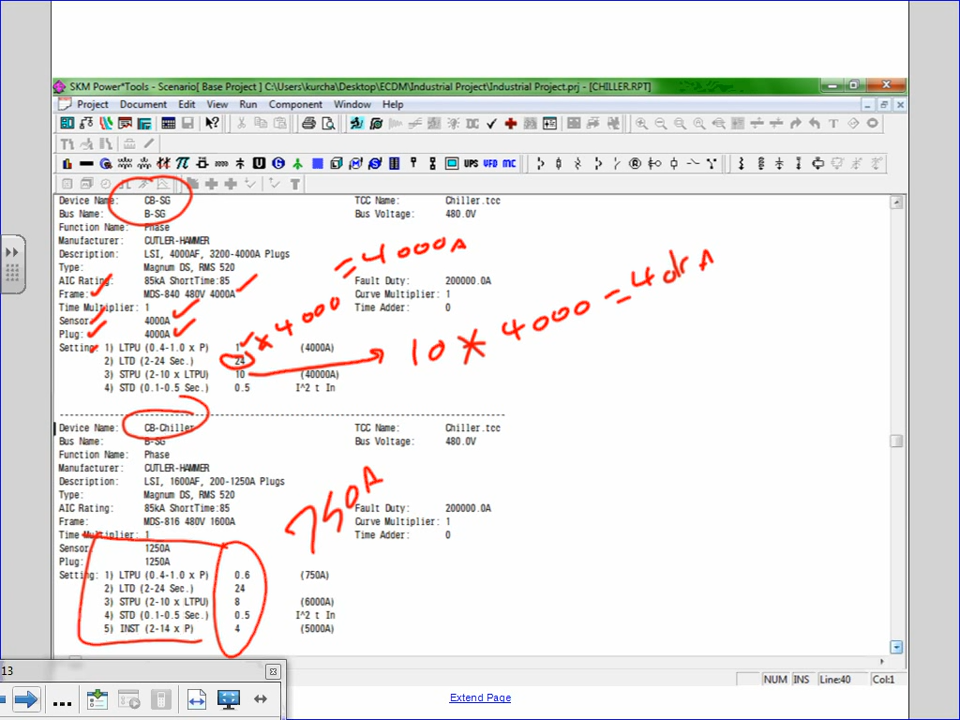 SKM Power*Tools - Scenario[ Base Project ] C:\Users\kurcha\Desktop\ECDM\Industrial Project\Industrial Project.prj - [CHILLER.RPT]
Project Document Edit View Run Component Window Help
UPS VFD MC
Device Name: CB-SG TCC Name: Chiller.tcc
Bus Name: B-SG Bus Voltage: 480.0V
Function Name: Phase
Manufacturer: CUTLER-HAMMER
Description: LSI, 4000AF, 3200-4000A Plugs
Type: Magnum DS, RMS 520
AIC Rating: 85kA ShortTime:85 Fault Duty: 200000.0A
Frame: MDS-840 480V 4000A Curve Multiplier: 1
Time Multiplier: 1 Time Adder: 0
Sensor: 4000A
Plug: 4000A
Setting: 1) LTPU (0.4-1.0 x P) 1 (4000A)
2) LTD (2-24 Sec.) 24
3) STPU (2-10 x LTPU) 10 (40000A)
4) STD (0.1-0.5 Sec.) 0.5 I^2 t In
× 4000 = 4000A
10 * 4000 = 40k A
Device Name: CB-Chiller TCC Name: Chiller.tcc
Bus Name: B-SG Bus Voltage: 480.0V
Function Name: Phase
Manufacturer: CUTLER-HAMMER
Description: LSI, 1600AF, 200-1250A Plugs
Type: Magnum DS, RMS 520
AIC Rating: 85kA ShortTime:85 Fault Duty: 200000.0A
Frame: MDS-816 480V 1600A Curve Multiplier: 1
Time Multiplier: 1 Time Adder: 0
Sensor: 1250A
Plug: 1250A
Setting: 1) LTPU (0.4-1.0 x P) 0.6 (750A)
2) LTD (2-24 Sec.) 24
3) STPU (2-10 x LTPU) 8 (6000A)
4) STD (0.1-0.5 Sec.) 0.5 I^2 t In
5) INST (2-14 x P) 4 (5000A)
750A
13
...
NUM INS Line:40 Col:1
Extend Page